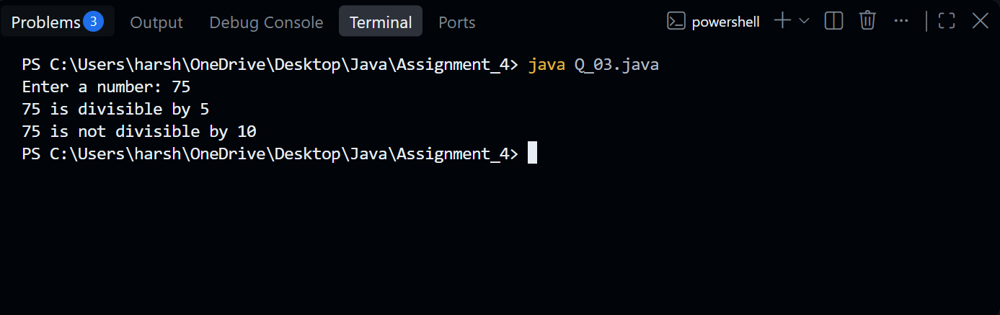 Problems 3 Output Debug Console Terminal Ports powershell
PS C:\Users\harsh\OneDrive\Desktop\Java\Assignment_4> java Q_03.java
Enter a number: 75
75 is divisible by 5
75 is not divisible by 10
PS C:\Users\harsh\OneDrive\Desktop\Java\Assignment_4>